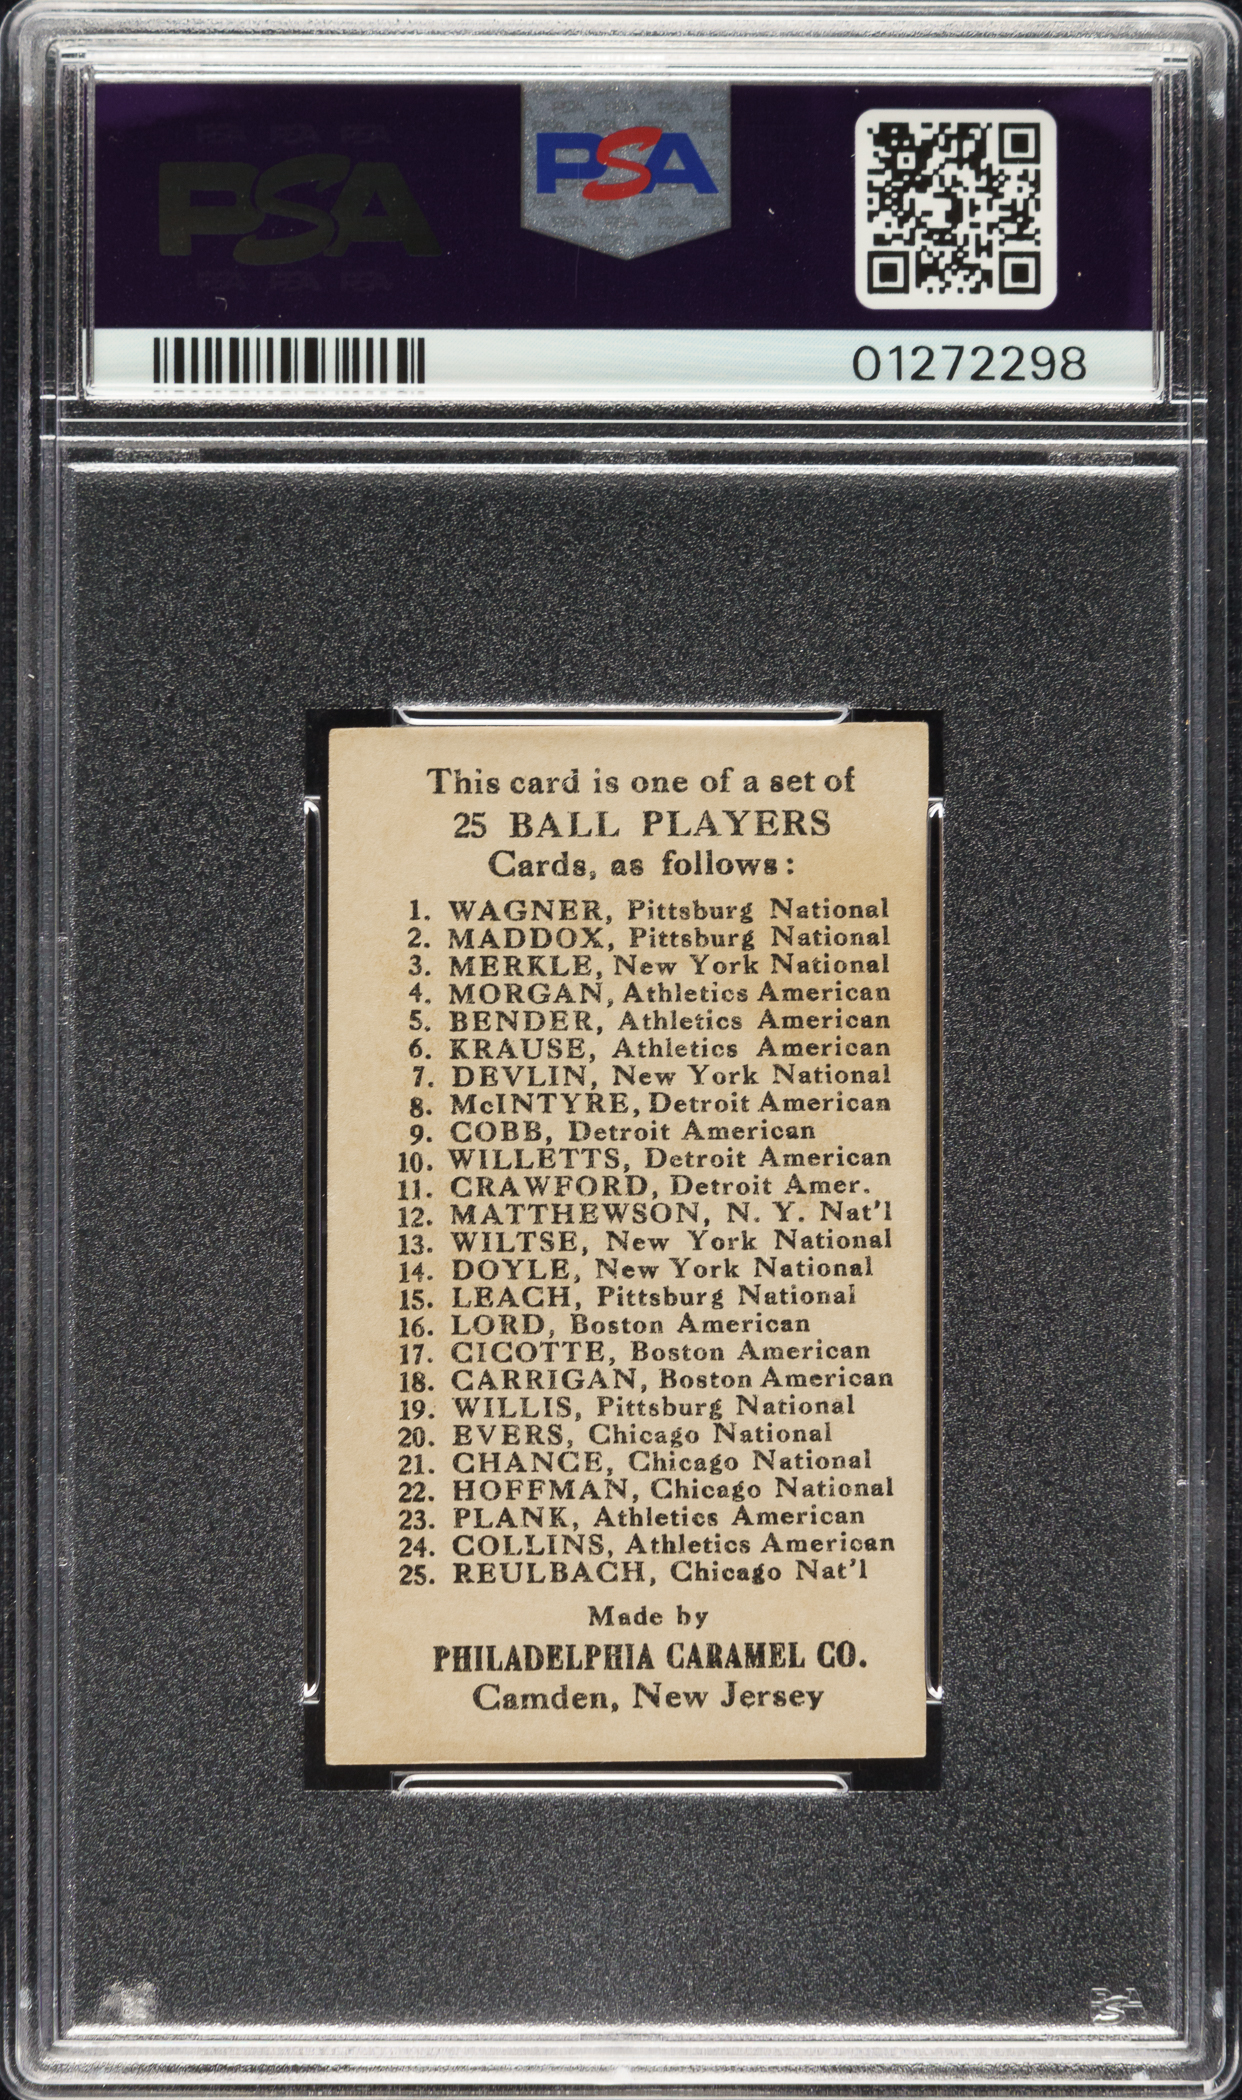 PSA
PSA
01272298
This card is one of a set of
25 BALL PLAYERS
Cards, as follows:
1. WAGNER, Pittsburg National
2. MADDOX, Pittsburg National
3. MERKLE, New York National
4. MORGAN, Athletics American
5. BENDER, Athletics American
6. KRAUSE, Athletics American
7. DEVLIN, New York National
8. McINTYRE, Detroit American
9. COBB, Detroit American
10. WILLETTS, Detroit American
11. CRAWFORD, Detroit Amer.
12. MATTHEWSON, N. Y. Nat'l
13. WILTSE, New York National
14. DOYLE, New York National
15. LEACH, Pittsburg National
16. LORD, Boston American
17. CICOTTE, Boston American
18. CARRIGAN, Boston American
19. WILLIS, Pittsburg National
20. EVERS, Chicago National
21. CHANCE, Chicago National
22. HOFFMAN, Chicago National
23. PLANK, Athletics American
24. COLLINS, Athletics American
25. REULBACH, Chicago Nat'l
Made by
PHILADELPHIA CARAMEL CO.
Camden, New Jersey
PSA